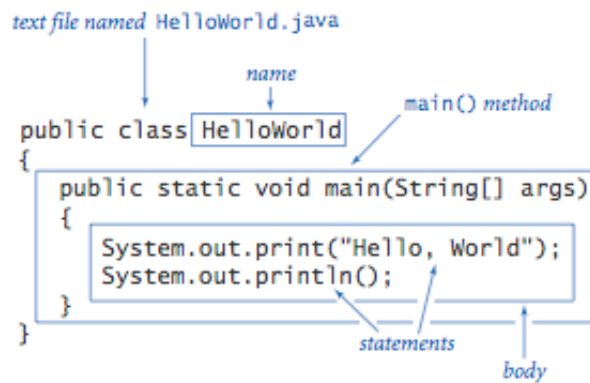 text file named HelloWorld.java
name
main() method
public class HelloWorld
{
public static void main(String[] args)
{
System.out.print("Hello, World");
System.out.println();
}
}
statements
body